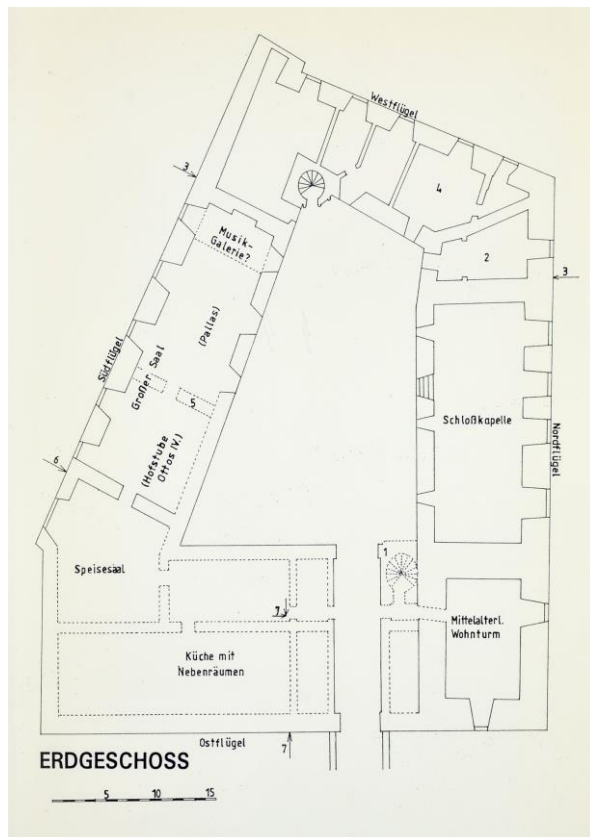 Westflügel
3
4
Musik-
Galerie?
2
3
(Pallas)
Großer Saal
Südflügel
5
Schloßkapelle
Nordflügel
(Hofstube
Ottos IV.)
6
1
Speisesaal
7
Mittelalterl.
Wohnturm
Küche mit
Nebenräumen
Ostflügel
7
ERDGESCHOSS
5 10 15